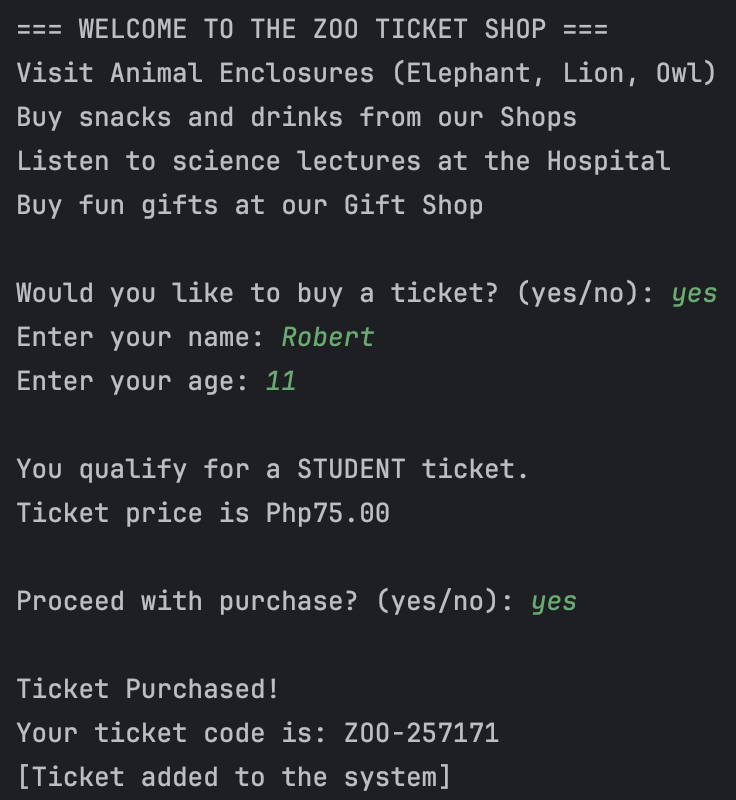 === WELCOME TO THE ZOO TICKET SHOP ===
Visit Animal Enclosures (Elephant, Lion, Owl)
Buy snacks and drinks from our Shops
Listen to science lectures at the Hospital
Buy fun gifts at our Gift Shop
Would you like to buy a ticket? (yes/no): yes
Enter your name: Robert
Enter your age: 11
You qualify for a STUDENT ticket.
Ticket price is Php75.00
Proceed with purchase? (yes/no): yes
Ticket Purchased!
Your ticket code is: ZOO-257171
[Ticket added to the system]